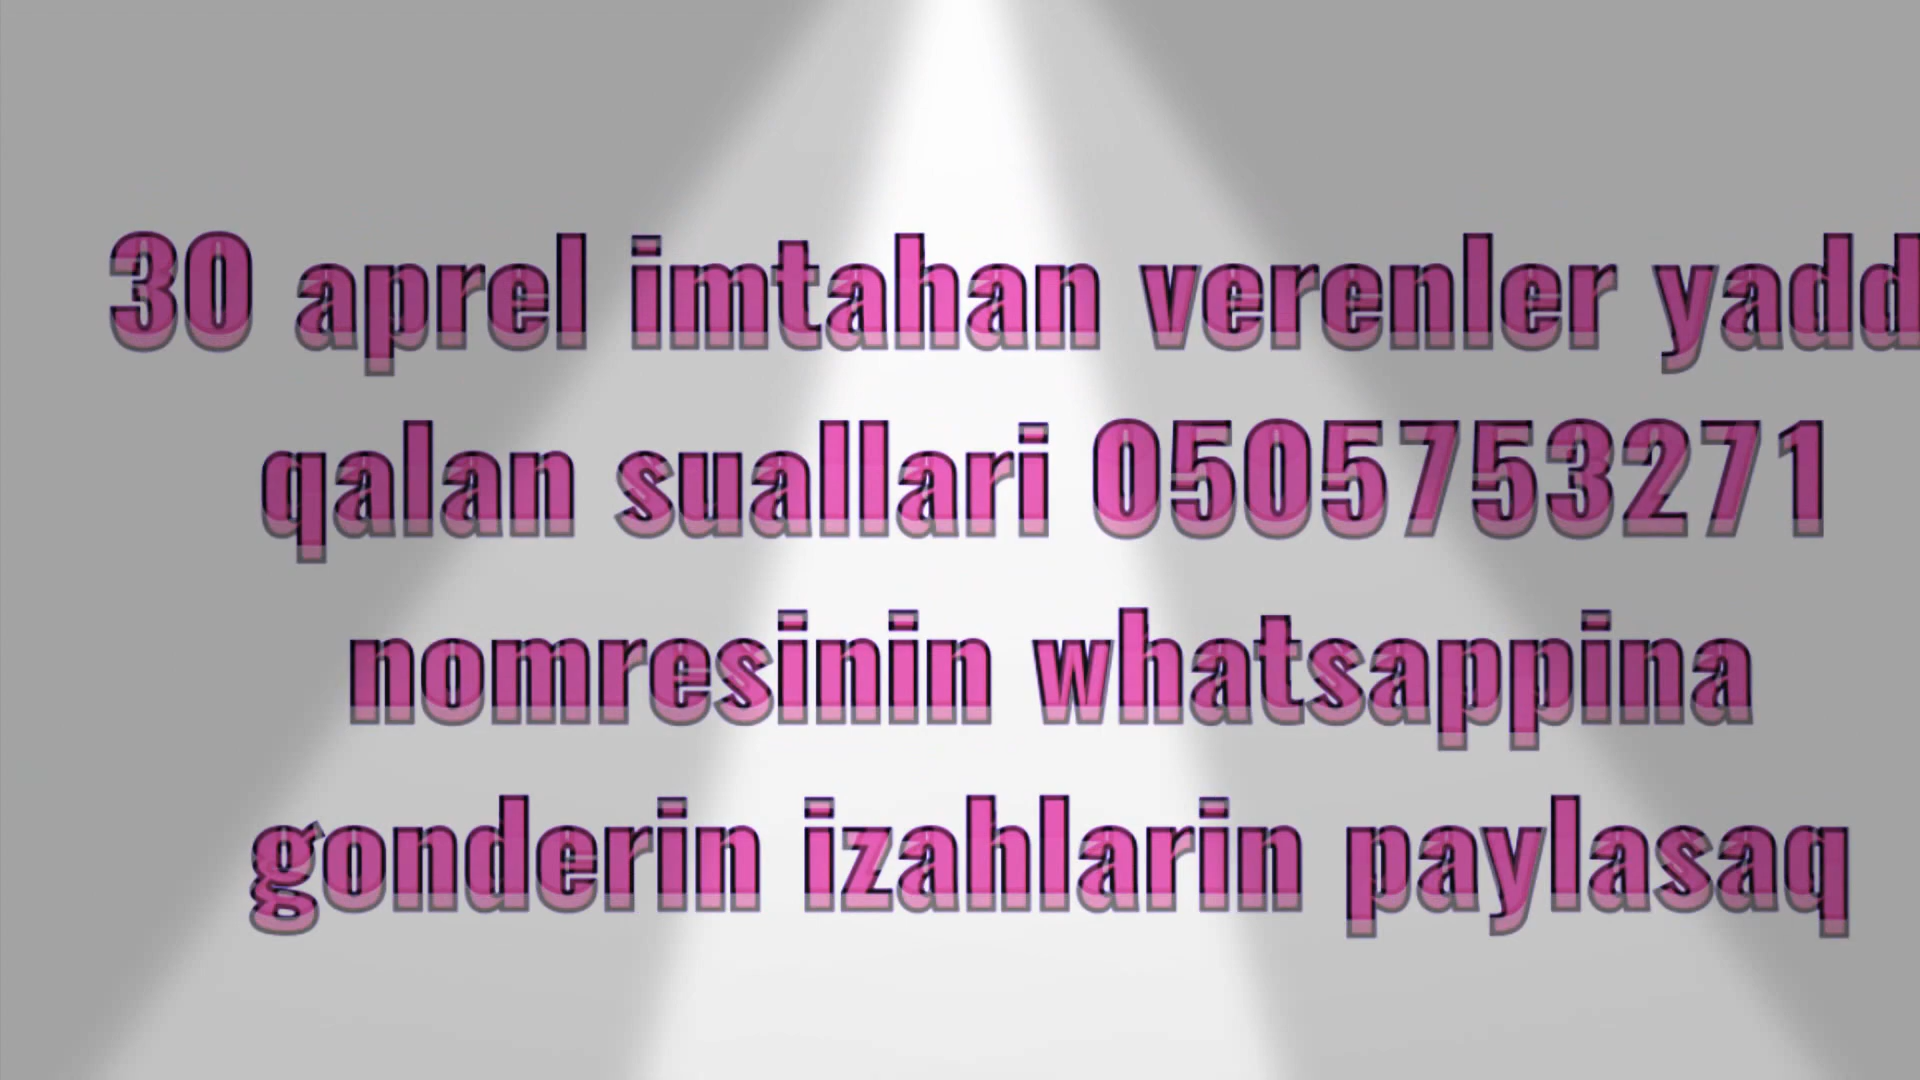 30 aprel imtahan verenler yadd
qalan suallari 0505753271
nomresinin whatsappina
gonderin izahlarin paylasaq